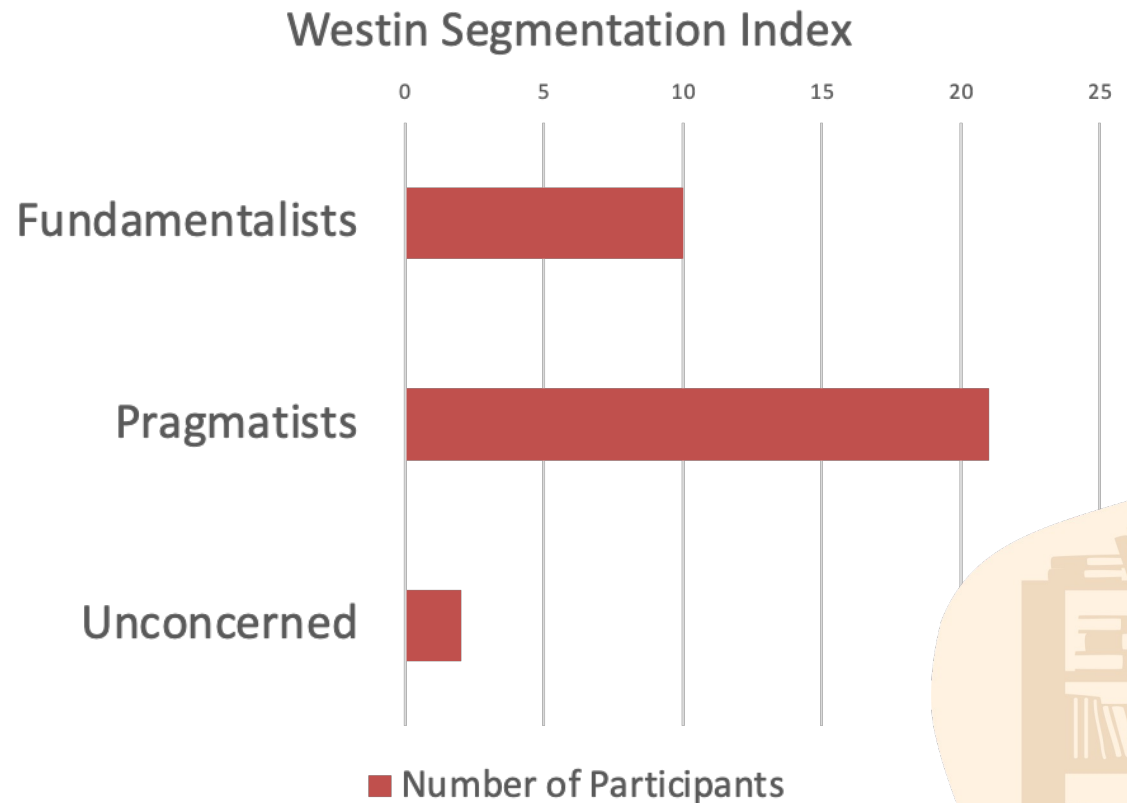 Westin Segmentation Index
0 5 10 15 20 25
Fundamentalists
Pragmatists
Unconcerned
Number of Participants